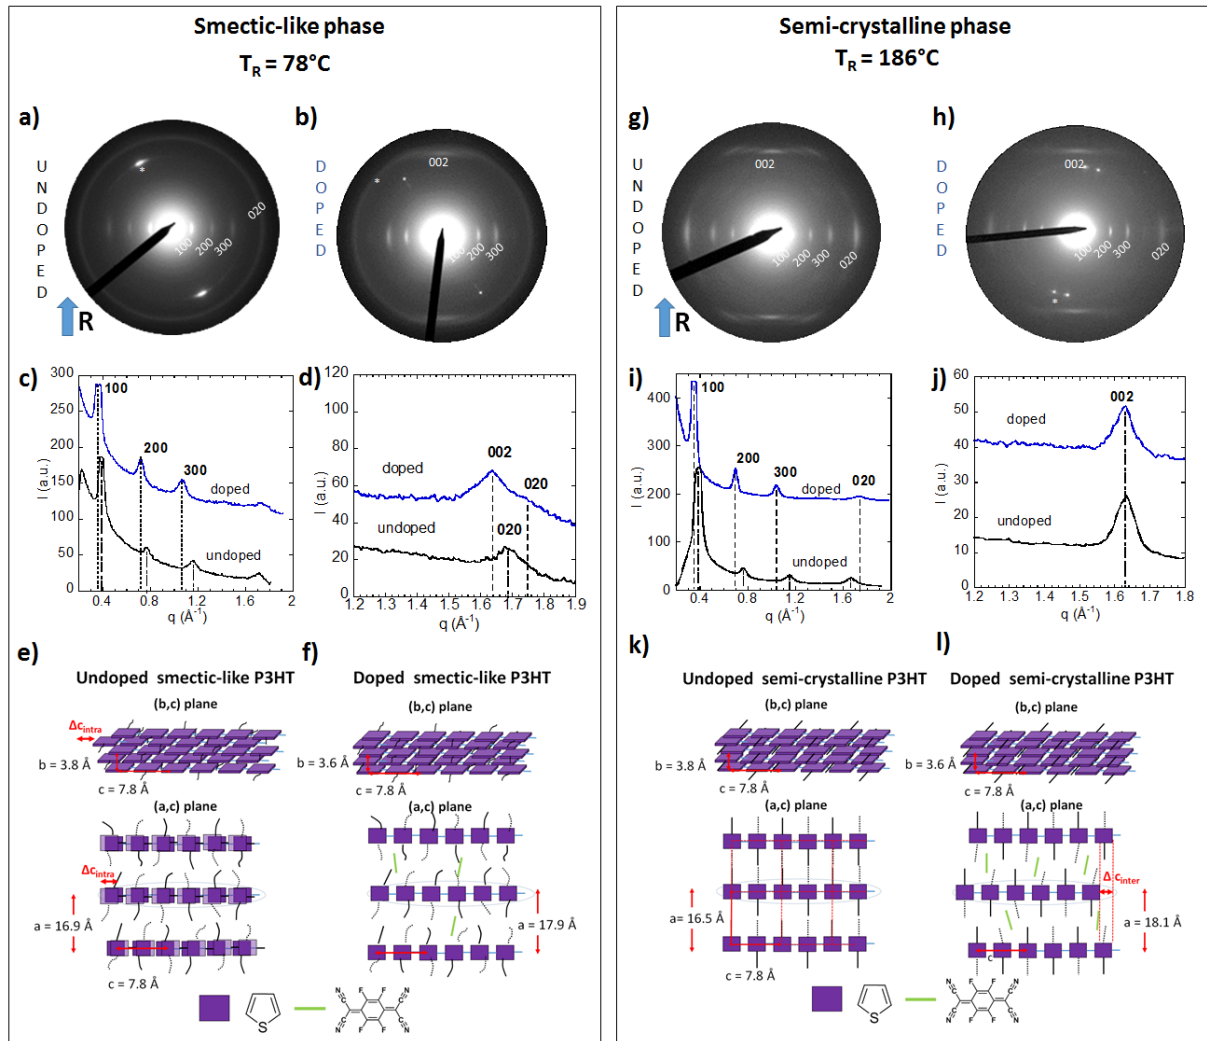 Smectic-like phase
T_R = 78°C
a)
b)
UNDOPED
DOPED
R
*
100
200
300
020
*
002
100
200
300
c)
d)
I (a.u.)
300
250
200
150
100
50
0
100
200
300
doped
undoped
0.4
0.8
1.2
1.6
2
q (Å⁻¹)
I (a.u.)
120
100
80
60
40
20
0
002
doped
020
undoped
020
1.2
1.3
1.4
1.5
1.6
1.7
1.8
1.9
q (Å⁻¹)
e)
f)
Undoped smectic-like P3HT
(b,c) plane
Δc_intra
b = 3.8 Å
c = 7.8 Å
(a,c) plane
Δc_intra
a = 16.9 Å
c = 7.8 Å
Doped smectic-like P3HT
(b,c) plane
b = 3.6 Å
c = 7.8 Å
(a,c) plane
a = 17.9 Å
S
N
N
N
N
F
F
F
F
Semi-crystalline phase
T_R = 186°C
g)
h)
UNDOPED
DOPED
R
002
100
200
300
020
002
*
100
200
300
020
*
i)
j)
I (a.u.)
400
300
200
100
0
100
200
300
020
doped
undoped
0.4
0.8
1.2
1.6
2
q (Å⁻¹)
I (a.u.)
60
50
40
30
20
10
0
002
doped
undoped
1.2
1.3
1.4
1.5
1.6
1.7
1.8
q (Å⁻¹)
k)
l)
Undoped semi-crystalline P3HT
(b,c) plane
b = 3.8 Å
c = 7.8 Å
(a,c) plane
a= 16.5 Å
c = 7.8 Å
Doped semi-crystalline P3HT
(b,c) plane
b = 3.6 Å
c = 7.8 Å
(a,c) plane
Δc_inter
a = 18.1 Å
c
S
N
N
N
N
F
F
F
F